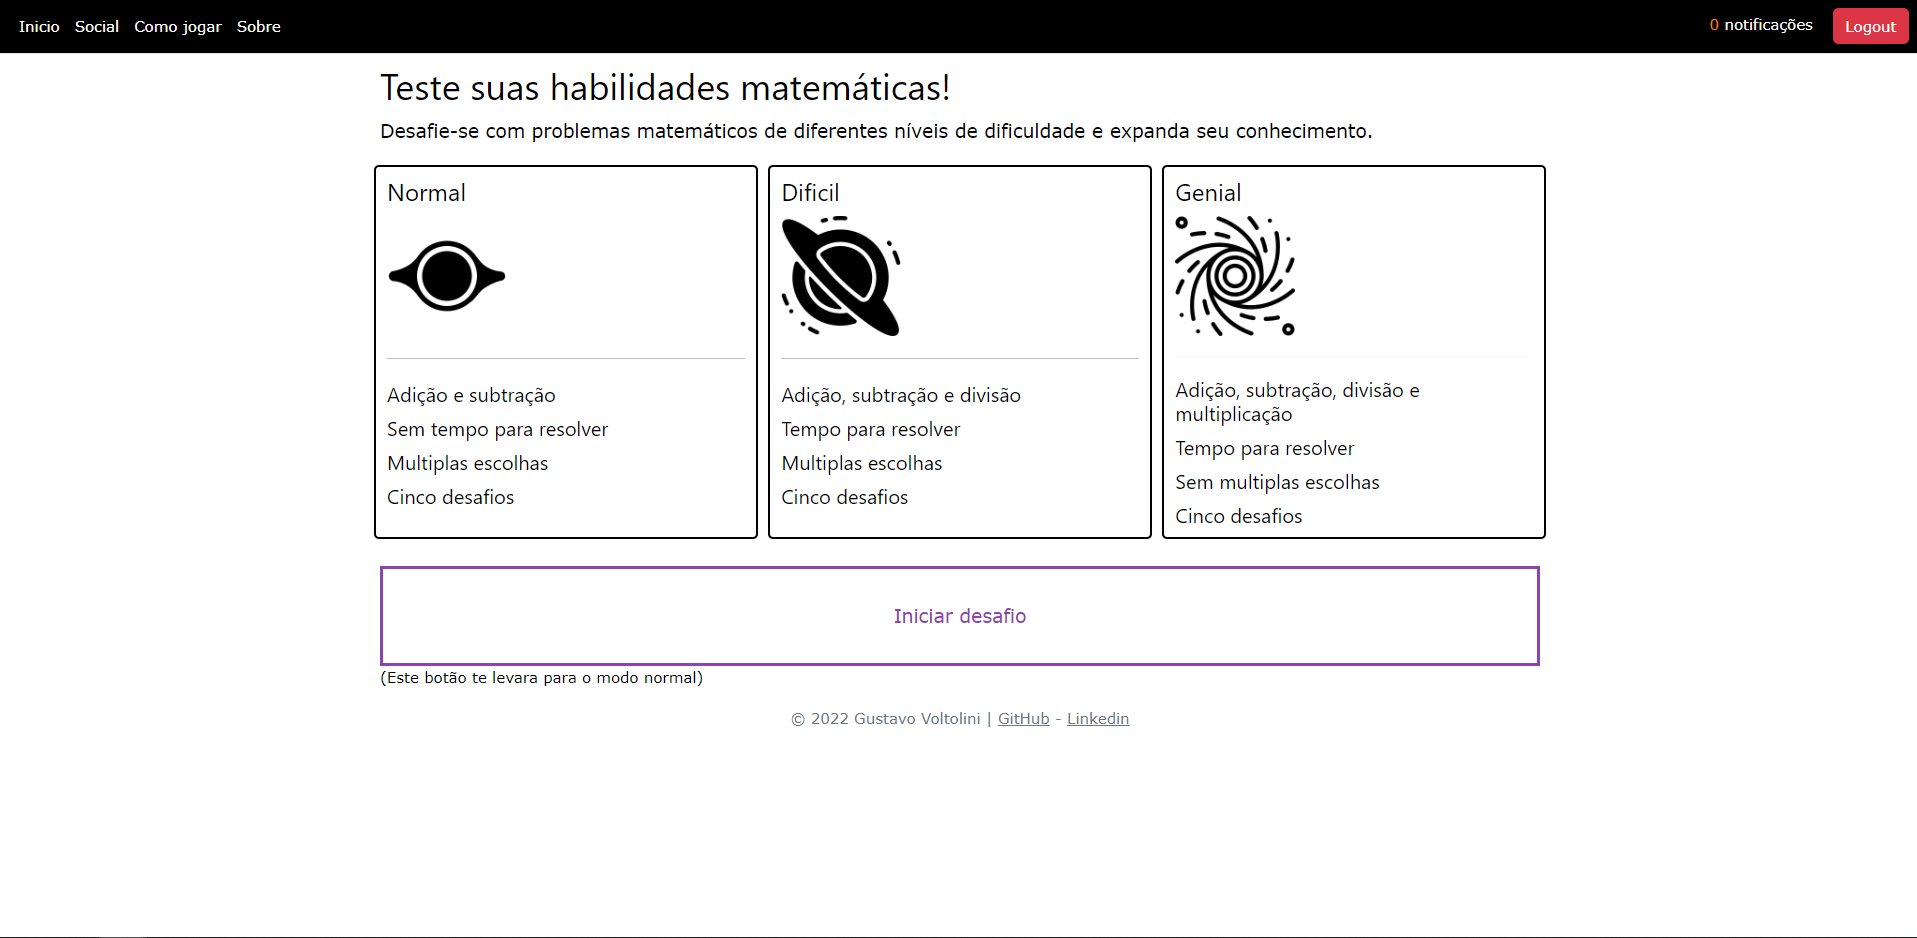 Inicio Social Como jogar Sobre 0 notificações Logout
Teste suas habilidades matemáticas!
Desafie-se com problemas matemáticos de diferentes níveis de dificuldade e expanda seu conhecimento.
Normal
Adição e subtração
Sem tempo para resolver
Multiplas escolhas
Cinco desafios
Dificil
Adição, subtração e divisão
Tempo para resolver
Multiplas escolhas
Cinco desafios
Genial
Adição, subtração, divisão e
multiplicação
Tempo para resolver
Sem multiplas escolhas
Cinco desafios
Iniciar desafio
(Este botão te levara para o modo normal)
© 2022 Gustavo Voltolini | GitHub - Linkedin